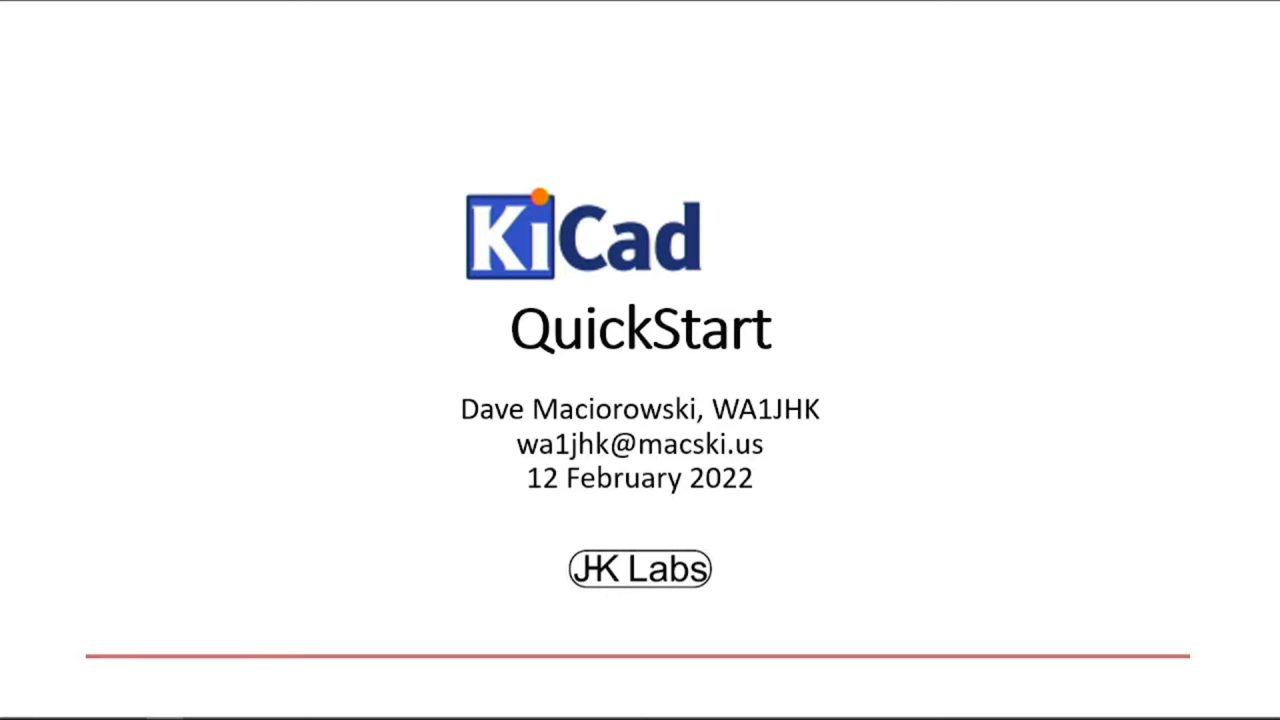 KiCad
QuickStart
Dave Maciorowski, WA1JHK
wa1jhk@macski.us
12 February 2022
JHK Labs